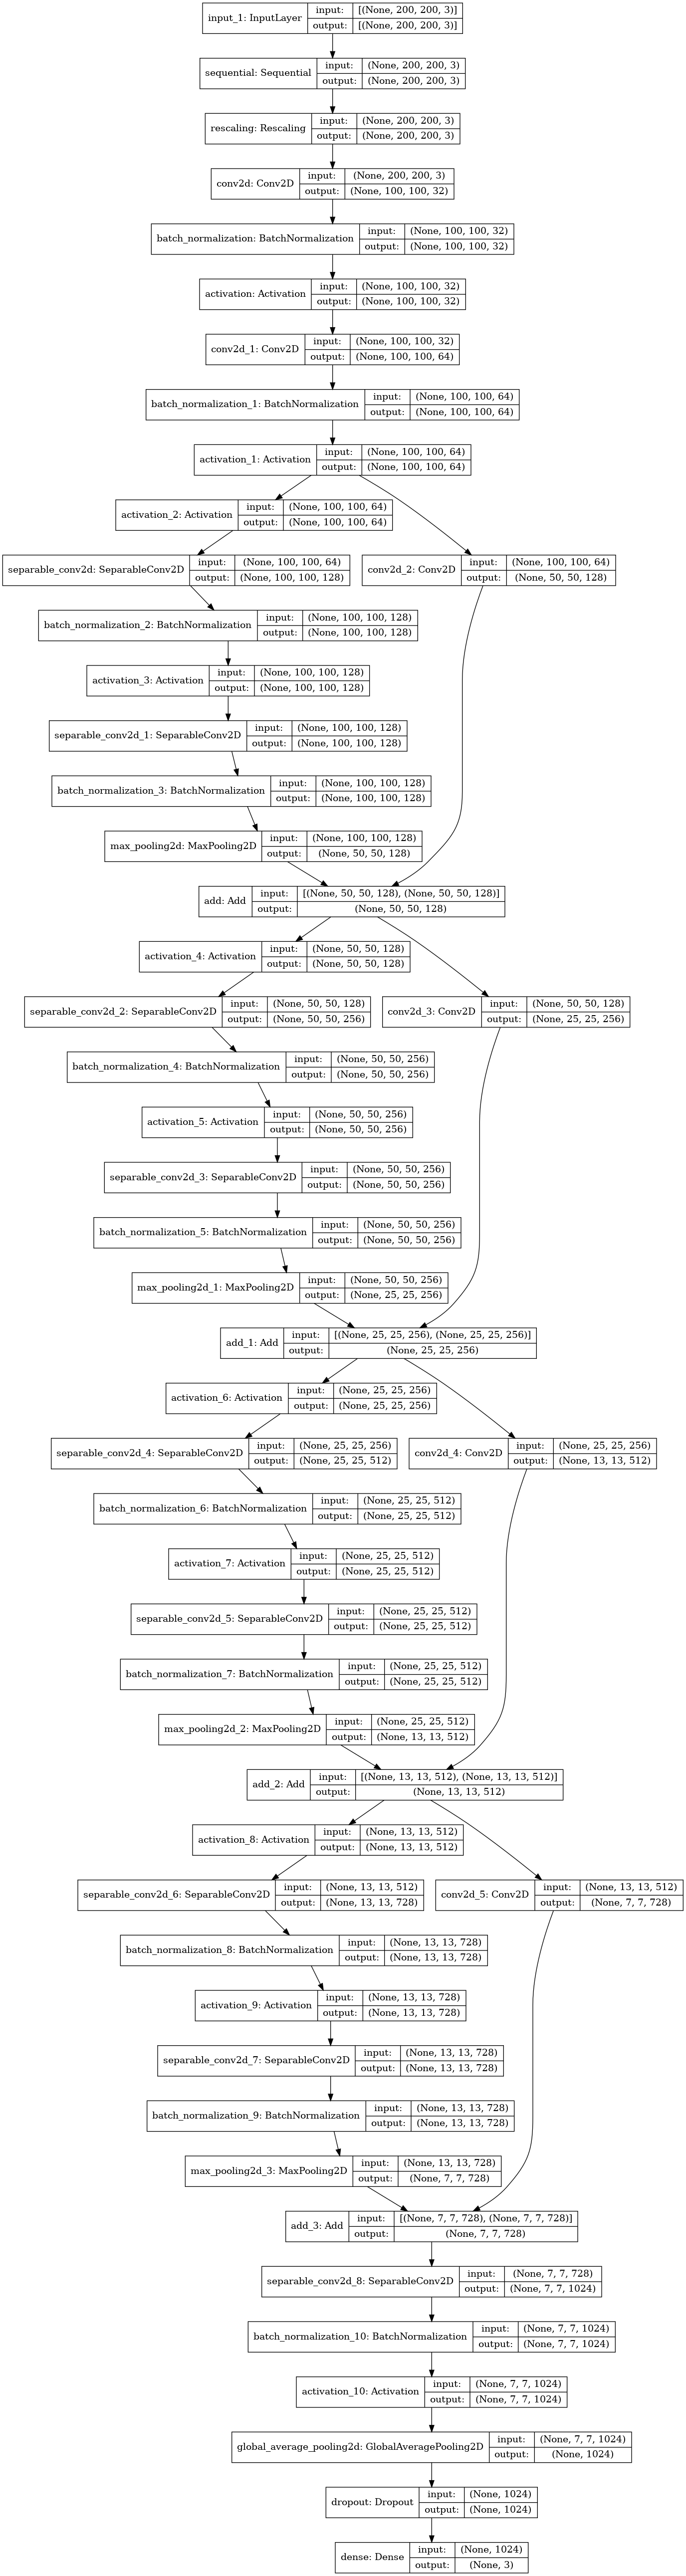 input_1: InputLayer
input: [(None, 200, 200, 3)]
output: [(None, 200, 200, 3)]
sequential: Sequential
input: (None, 200, 200, 3)
output: (None, 200, 200, 3)
rescaling: Rescaling
input: (None, 200, 200, 3)
output: (None, 200, 200, 3)
conv2d: Conv2D
input: (None, 200, 200, 3)
output: (None, 100, 100, 32)
batch_normalization: BatchNormalization
input: (None, 100, 100, 32)
output: (None, 100, 100, 32)
activation: Activation
input: (None, 100, 100, 32)
output: (None, 100, 100, 32)
conv2d_1: Conv2D
input: (None, 100, 100, 32)
output: (None, 100, 100, 64)
batch_normalization_1: BatchNormalization
input: (None, 100, 100, 64)
output: (None, 100, 100, 64)
activation_1: Activation
input: (None, 100, 100, 64)
output: (None, 100, 100, 64)
activation_2: Activation
input: (None, 100, 100, 64)
output: (None, 100, 100, 64)
separable_conv2d: SeparableConv2D
input: (None, 100, 100, 64)
output: (None, 100, 100, 128)
conv2d_2: Conv2D
input: (None, 100, 100, 64)
output: (None, 50, 50, 128)
batch_normalization_2: BatchNormalization
input: (None, 100, 100, 128)
output: (None, 100, 100, 128)
activation_3: Activation
input: (None, 100, 100, 128)
output: (None, 100, 100, 128)
separable_conv2d_1: SeparableConv2D
input: (None, 100, 100, 128)
output: (None, 100, 100, 128)
batch_normalization_3: BatchNormalization
input: (None, 100, 100, 128)
output: (None, 100, 100, 128)
max_pooling2d: MaxPooling2D
input: (None, 100, 100, 128)
output: (None, 50, 50, 128)
add: Add
input: [(None, 50, 50, 128), (None, 50, 50, 128)]
output: (None, 50, 50, 128)
activation_4: Activation
input: (None, 50, 50, 128)
output: (None, 50, 50, 128)
separable_conv2d_2: SeparableConv2D
input: (None, 50, 50, 128)
output: (None, 50, 50, 256)
conv2d_3: Conv2D
input: (None, 50, 50, 128)
output: (None, 25, 25, 256)
batch_normalization_4: BatchNormalization
input: (None, 50, 50, 256)
output: (None, 50, 50, 256)
activation_5: Activation
input: (None, 50, 50, 256)
output: (None, 50, 50, 256)
separable_conv2d_3: SeparableConv2D
input: (None, 50, 50, 256)
output: (None, 50, 50, 256)
batch_normalization_5: BatchNormalization
input: (None, 50, 50, 256)
output: (None, 50, 50, 256)
max_pooling2d_1: MaxPooling2D
input: (None, 50, 50, 256)
output: (None, 25, 25, 256)
add_1: Add
input: [(None, 25, 25, 256), (None, 25, 25, 256)]
output: (None, 25, 25, 256)
activation_6: Activation
input: (None, 25, 25, 256)
output: (None, 25, 25, 256)
separable_conv2d_4: SeparableConv2D
input: (None, 25, 25, 256)
output: (None, 25, 25, 512)
conv2d_4: Conv2D
input: (None, 25, 25, 256)
output: (None, 13, 13, 512)
batch_normalization_6: BatchNormalization
input: (None, 25, 25, 512)
output: (None, 25, 25, 512)
activation_7: Activation
input: (None, 25, 25, 512)
output: (None, 25, 25, 512)
separable_conv2d_5: SeparableConv2D
input: (None, 25, 25, 512)
output: (None, 25, 25, 512)
batch_normalization_7: BatchNormalization
input: (None, 25, 25, 512)
output: (None, 25, 25, 512)
max_pooling2d_2: MaxPooling2D
input: (None, 25, 25, 512)
output: (None, 13, 13, 512)
add_2: Add
input: [(None, 13, 13, 512), (None, 13, 13, 512)]
output: (None, 13, 13, 512)
activation_8: Activation
input: (None, 13, 13, 512)
output: (None, 13, 13, 512)
separable_conv2d_6: SeparableConv2D
input: (None, 13, 13, 512)
output: (None, 13, 13, 728)
conv2d_5: Conv2D
input: (None, 13, 13, 512)
output: (None, 7, 7, 728)
batch_normalization_8: BatchNormalization
input: (None, 13, 13, 728)
output: (None, 13, 13, 728)
activation_9: Activation
input: (None, 13, 13, 728)
output: (None, 13, 13, 728)
separable_conv2d_7: SeparableConv2D
input: (None, 13, 13, 728)
output: (None, 13, 13, 728)
batch_normalization_9: BatchNormalization
input: (None, 13, 13, 728)
output: (None, 13, 13, 728)
max_pooling2d_3: MaxPooling2D
input: (None, 13, 13, 728)
output: (None, 7, 7, 728)
add_3: Add
input: [(None, 7, 7, 728), (None, 7, 7, 728)]
output: (None, 7, 7, 728)
separable_conv2d_8: SeparableConv2D
input: (None, 7, 7, 728)
output: (None, 7, 7, 1024)
batch_normalization_10: BatchNormalization
input: (None, 7, 7, 1024)
output: (None, 7, 7, 1024)
activation_10: Activation
input: (None, 7, 7, 1024)
output: (None, 7, 7, 1024)
global_average_pooling2d: GlobalAveragePooling2D
input: (None, 7, 7, 1024)
output: (None, 1024)
dropout: Dropout
input: (None, 1024)
output: (None, 1024)
dense: Dense
input: (None, 1024)
output: (None, 3)